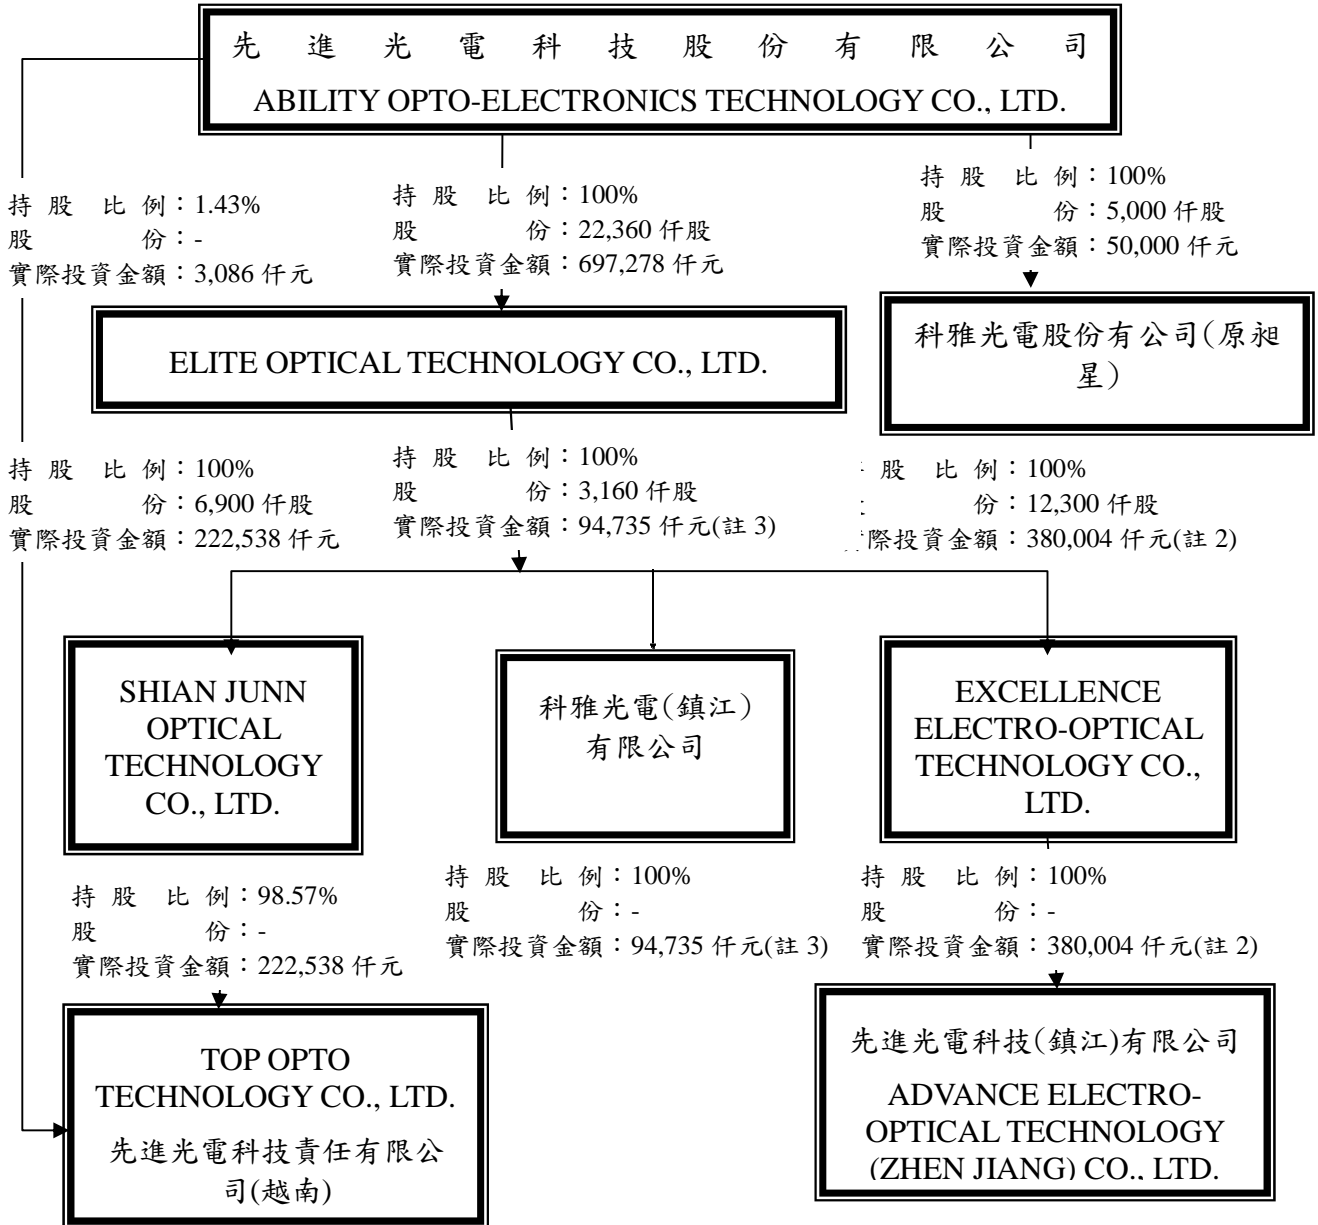 先進光電科技股份有限公司
ABILITY OPTO-ELECTRONICS TECHNOLOGY CO., LTD.
持股比例：1.43%
股份：-
實際投資金額：3,086 仟元
持股比例：100%
股份：22,360 仟股
實際投資金額：697,278 仟元
持股比例：100%
股份：5,000 仟股
實際投資金額：50,000 仟元
ELITE OPTICAL TECHNOLOGY CO., LTD.
科雅光電股份有公司(原昶
星)
持股比例：100%
股份：6,900 仟股
實際投資金額：222,538 仟元
持股比例：100%
股份：3,160 仟股
實際投資金額：94,735 仟元(註 3)
股比例：100%
份：12,300 仟股
際投資金額：380,004 仟元(註 2)
SHIAN JUNN
OPTICAL
TECHNOLOGY
CO., LTD.
科雅光電(鎮江)
有限公司
EXCELLENCE
ELECTRO-OPTICAL
TECHNOLOGY CO.,
LTD.
持股比例：98.57%
股份：-
實際投資金額：222,538 仟元
持股比例：100%
股份：-
實際投資金額：94,735 仟元(註 3)
持股比例：100%
股份：-
實際投資金額：380,004 仟元(註 2)
TOP OPTO
TECHNOLOGY CO., LTD.
先進光電科技責任有限公
司(越南)
先進光電科技(鎮江)有限公司
ADVANCE ELECTRO-
OPTICAL TECHNOLOGY
(ZHEN JIANG) CO., LTD.